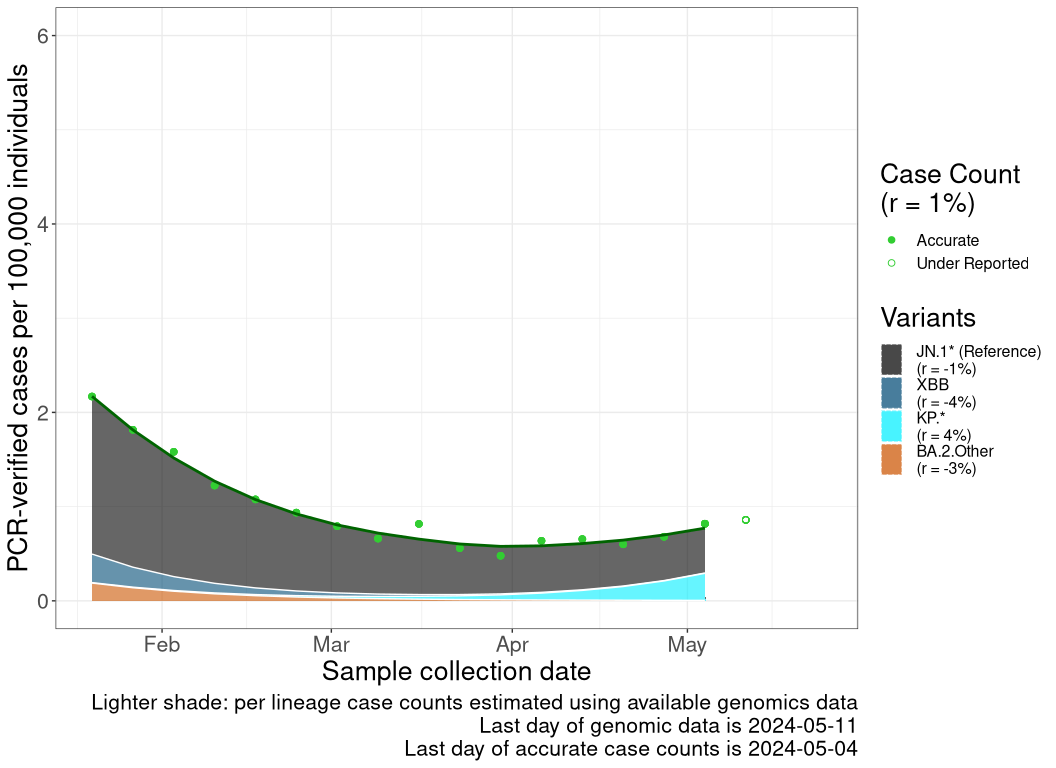 PCR-verified cases per 100,000 individuals
6
4
2
0
Feb Mar Apr May
Sample collection date
Lighter shade: per lineage case counts estimated using available genomics data
Last day of genomic data is 2024-05-11
Last day of accurate case counts is 2024-05-04
Case Count
(r = 1%)
Accurate
Under Reported
Variants
JN.1* (Reference)
(r = -1%)
XBB
(r = -4%)
KP.*
(r = 4%)
BA.2.Other
(r = -3%)